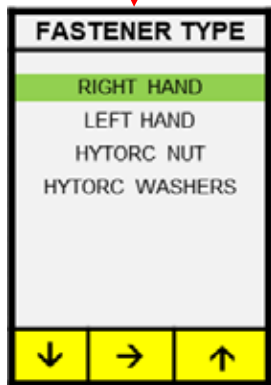 FASTENER TYPE
RIGHT HAND
LEFT HAND
HYTORC NUT
HYTORC WASHERS
↓ → ↑